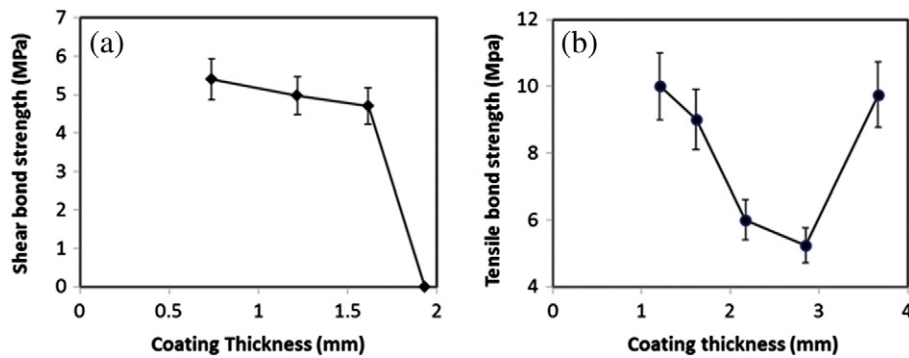 (a)
Shear bond strength (MPa)
7
6
5
4
3
2
1
0
0 0.5 1 1.5 2
Coating Thickness (mm)
(b)
Tensile bond strength (Mpa)
12
10
8
6
4
0 1 2 3 4
Coating thickness (mm)